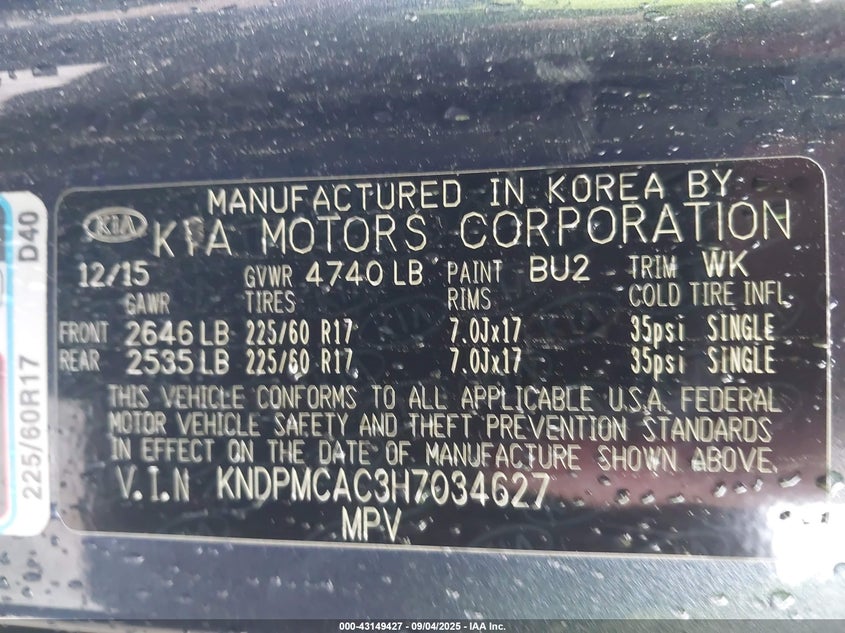 MANUFACTURED IN KOREA BY
KIA KIA MOTORS CORPORATION
12/15 GVWR 4740 LB PAINT BU2 TRIM WK
GAWR TIRES RIMS COLD TIRE INFL.
FRONT 2646 LB 225/60 R17 7.0Jx17 35psi SINGLE
REAR 2535 LB 225/60 R17 7.0Jx17 35psi SINGLE
THIS VEHICLE CONFORMS TO ALL APPLICABLE U.S.A. FEDERAL
MOTOR VEHICLE SAFETY AND THEFT PREVENTION STANDARDS
IN EFFECT ON THE DATE OF MANUFACTURE SHOWN ABOVE.
V.I.N KNDPMCAC3H7034627
MPV
225/60R17 D40
000-43149427 - 09/04/2025 - IAA Inc.